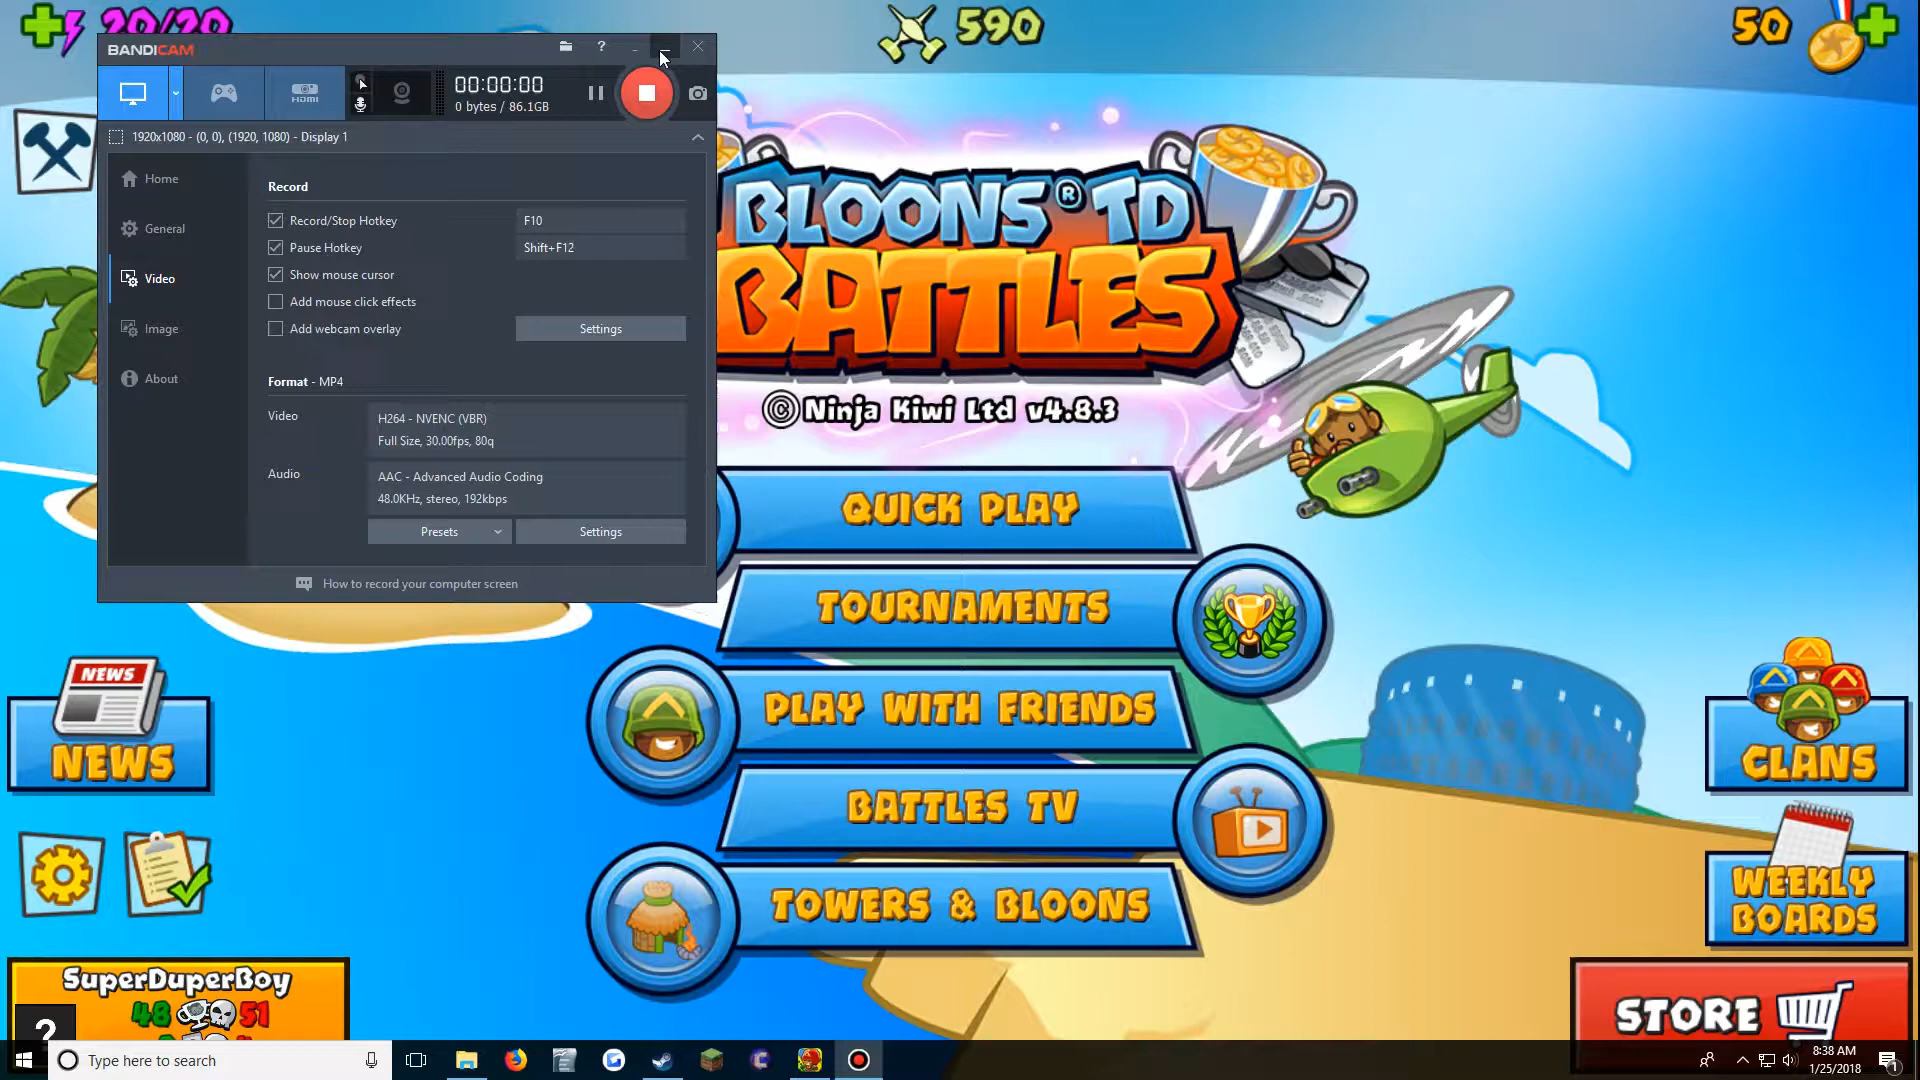 20/20
590
50
BANDICAM
?
HDMI
00:00:00
0 bytes / 86.1GB
1920x1080 - (0, 0), (1920, 1080) - Display 1
Home
General
Video
Image
About
Record
Record/Stop Hotkey
F10
Pause Hotkey
Shift+F12
Show mouse cursor
Add mouse click effects
Add webcam overlay
Settings
Format - MP4
Video
H264 - NVENC (VBR)
Full Size, 30.00fps, 80q
Audio
AAC - Advanced Audio Coding
48.0KHz, stereo, 192kbps
Presets
Settings
How to record your computer screen
BLOONS® TD
BATTLES
©Ninja Kiwi Ltd v4.8.3
QUICK PLAY
TOURNAMENTS
PLAY WITH FRIENDS
BATTLES TV
TOWERS & BLOONS
NEWS
NEWS
CLANS
WEEKLY
BOARDS
SuperDuperBoy
48
51
?
STORE
Type here to search
8:38 AM
1/25/2018
1